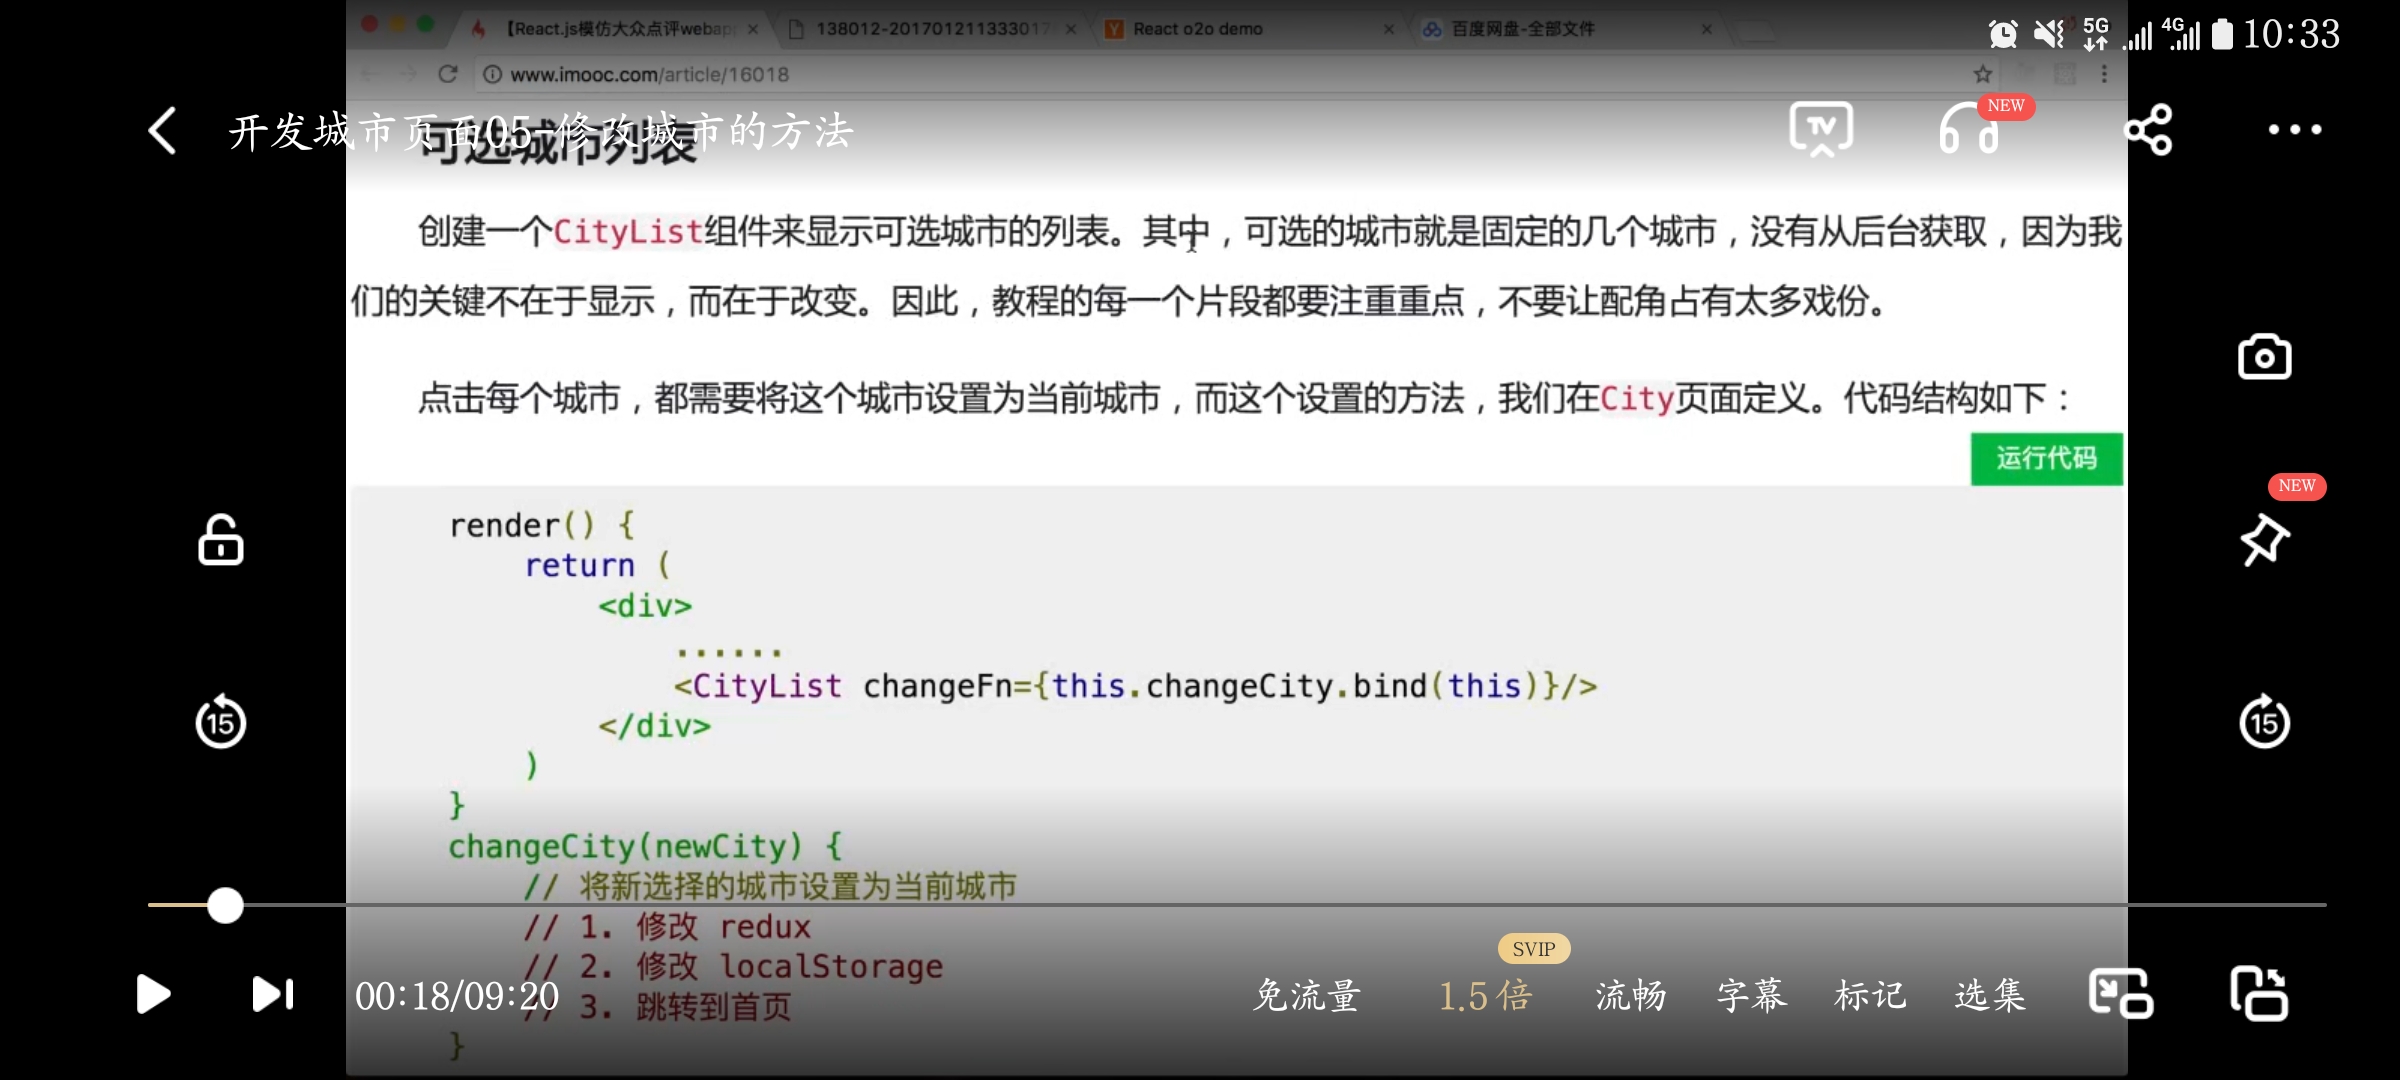 【React.js模仿大众点评webap
138012-201701211133301
React o2o demo
百度网盘-全部文件
5G
4G
10:33
www.imooc.com/article/16018
开发城市页面05-修改城市的方法
TV
NEW
可选城市列表
创建一个CityList组件来显示可选城市的列表。其中，可选的城市就是固定的几个城市，没有从后台获取，因为我
们的关键不在于显示，而在于改变。因此，教程的每一个片段都要注重重点，不要让配角占有太多戏份。
点击每个城市，都需要将这个城市设置为当前城市，而这个设置的方法，我们在City页面定义。代码结构如下：
运行代码
NEW
render() {
return (
<div>
......
<CityList changeFn={this.changeCity.bind(this)}/>
</div>
)
}
changeCity(newCity) {
// 将新选择的城市设置为当前城市
// 1. 修改 redux
// 2. 修改 localStorage
// 3. 跳转到首页
}
15
15
00:18/09:20
免流量
SVIP
1.5倍
流畅
字幕
标记
选集